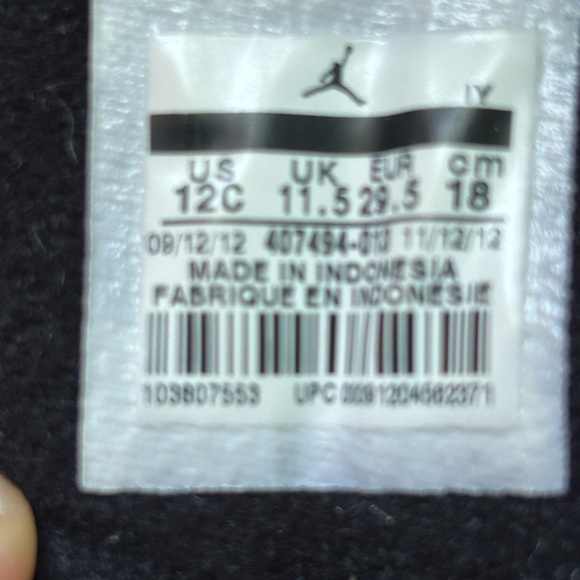 IY
US UK EUR cm
12C 11.5 29.5 18
09/12/12 407494-013 11/12/12
MADE IN INDONESIA
FABRIQUE EN INDONESIE
103807553 UPC